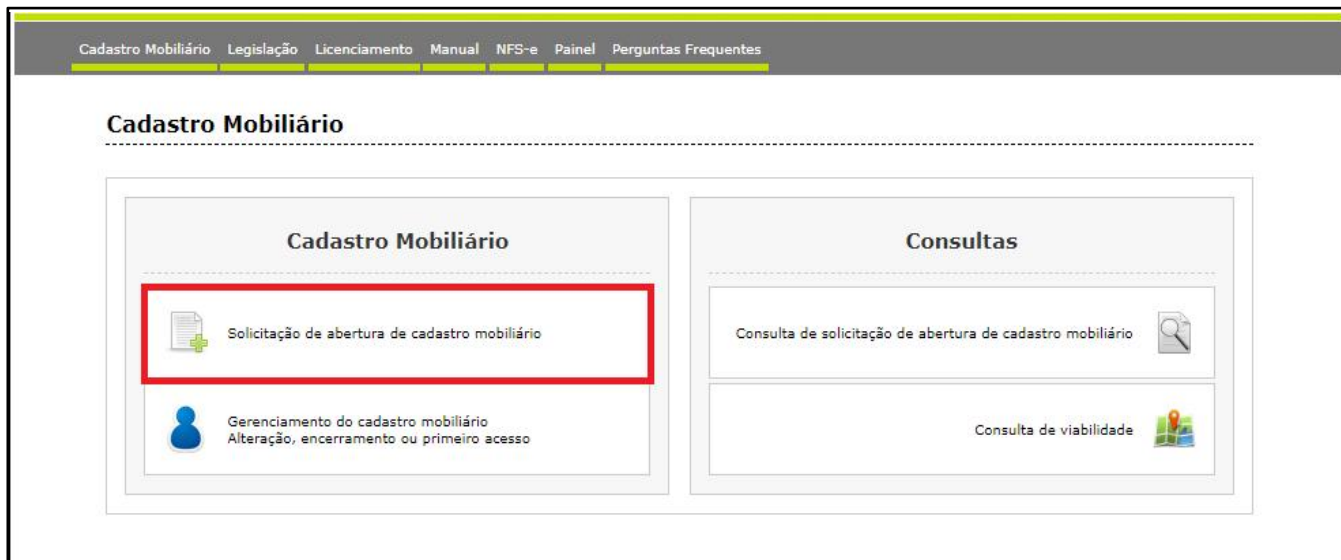 Cadastro Mobiliário Legislação Licenciamento Manual NFS-e Painel Perguntas Frequentes
Cadastro Mobiliário
Cadastro Mobiliário
Solicitação de abertura de cadastro mobiliário
Gerenciamento do cadastro mobiliário
Alteração, encerramento ou primeiro acesso
Consultas
Consulta de solicitação de abertura de cadastro mobiliário
Consulta de viabilidade